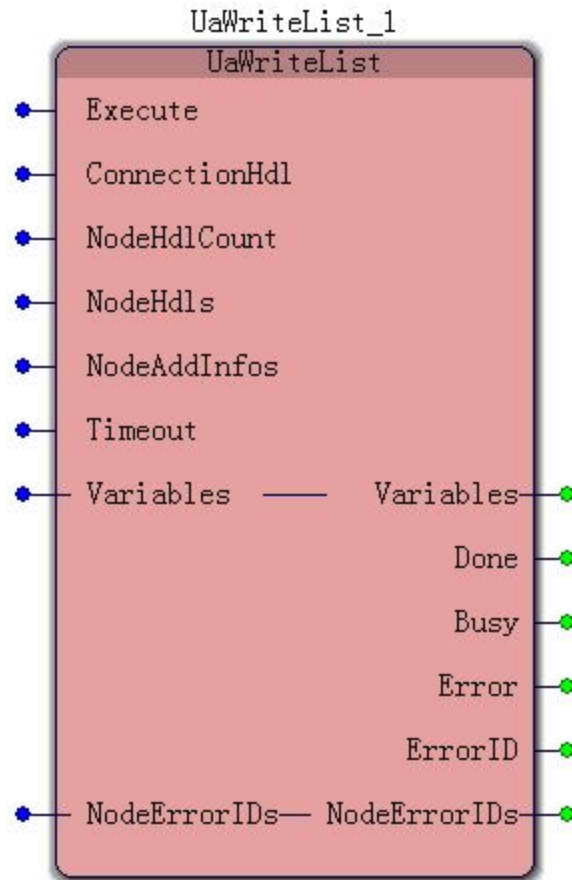 UaWriteList_1
UaWriteList
Execute
ConnectionHdl
NodeHdlCount
NodeHdls
NodeAddInfos
Timeout
Variables Variables
Done
Busy
Error
ErrorID
NodeErrorIDs NodeErrorIDs